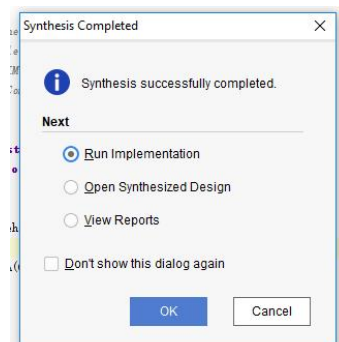 Synthesis Completed
Synthesis successfully completed.
Next
Run Implementation
Open Synthesized Design
View Reports
Don't show this dialog again
OK
Cancel